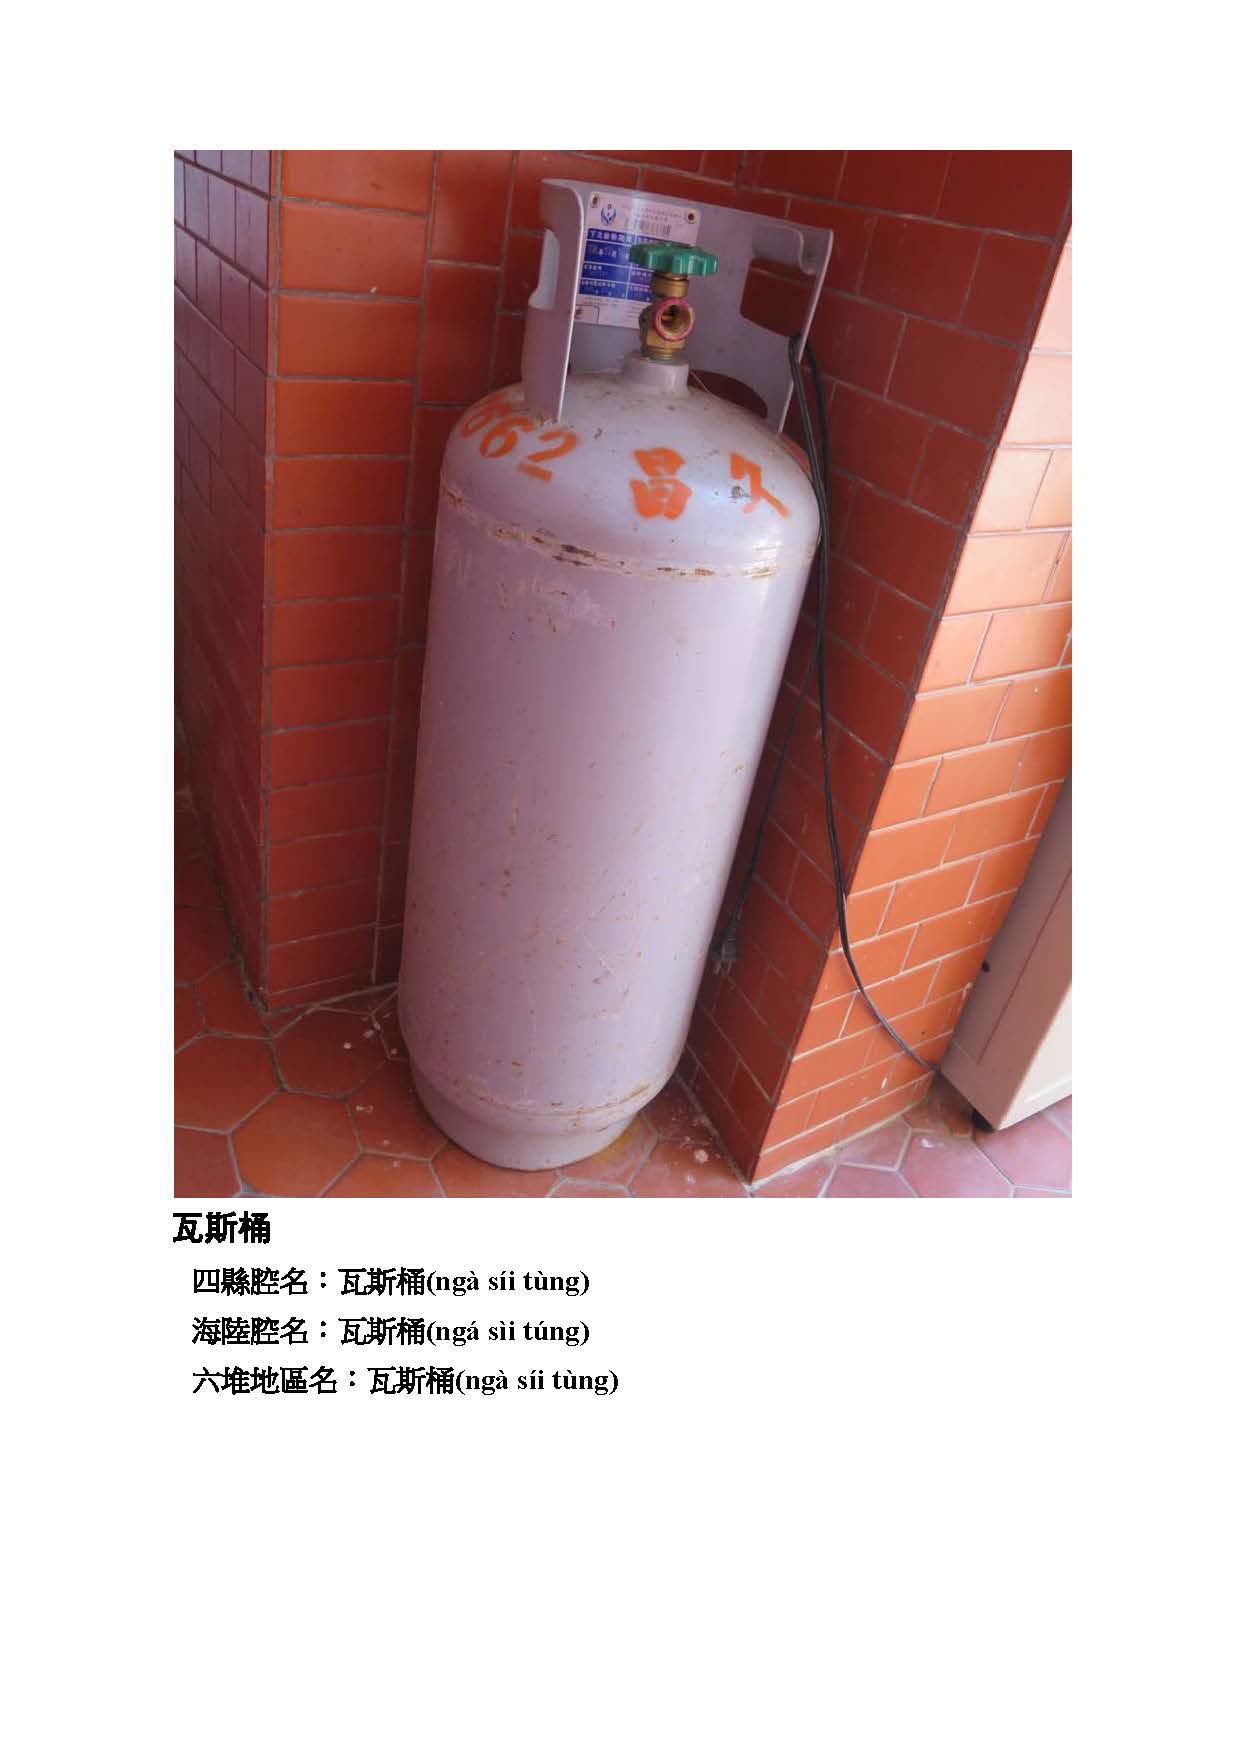 862 昌久
瓦斯桶
四縣腔名：瓦斯桶(ngà síi tùng)
海陸腔名：瓦斯桶(ngá sìi túng)
六堆地區名：瓦斯桶(ngà síi tùng)